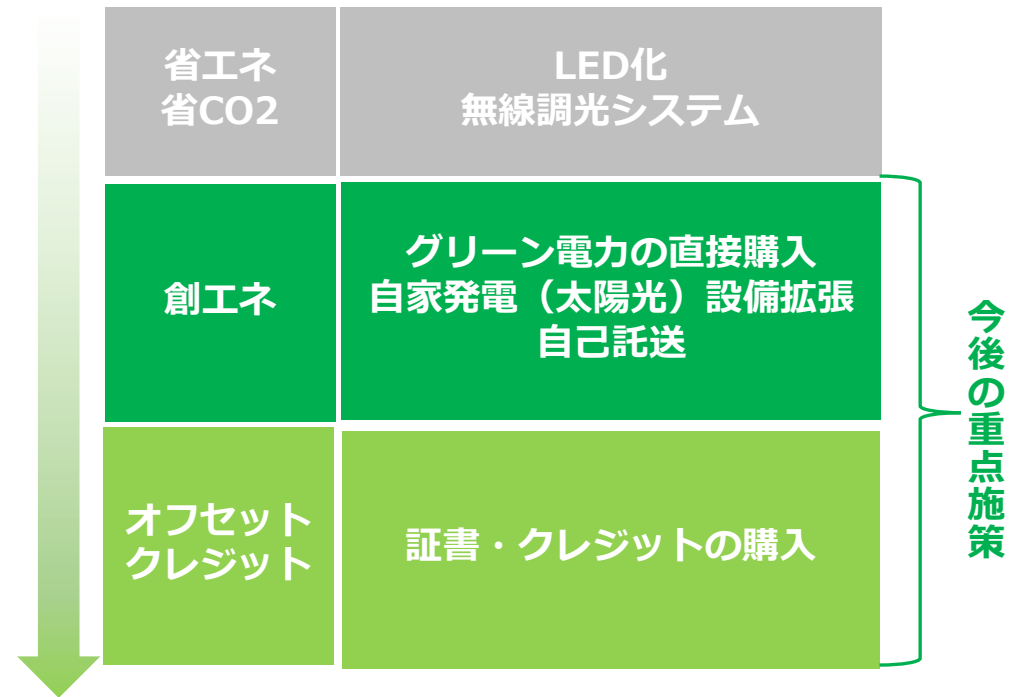 省エネ
省CO2
LED化
無線調光システム
創エネ
グリーン電力の直接購入
自家発電（太陽光）設備拡張
自己託送
オフセット
クレジット
証書・クレジットの購入
今後の重点施策